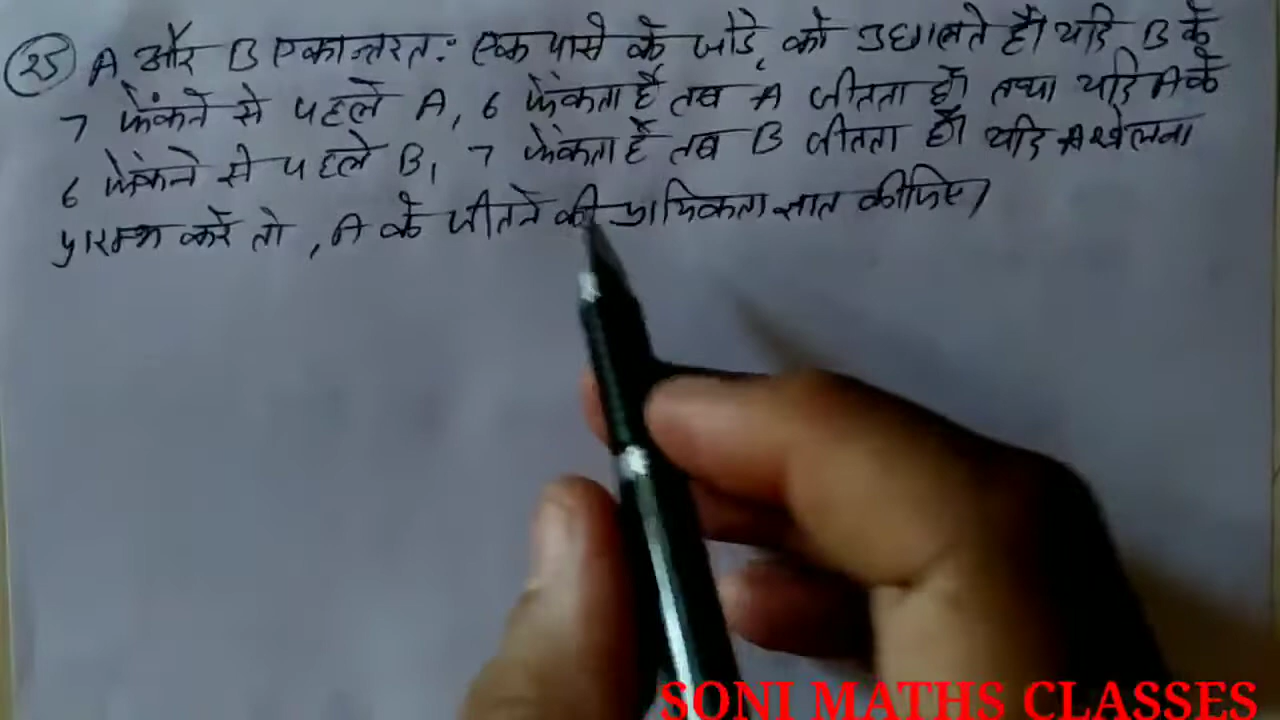 (25) A और B एकान्तरत: एक पासे के जोड़े को उछालते है। यदि B के
7 फेंकने से पहले A, 6 फेंकता है तब A जीतता है। तथा यदि A के
6 फेंकने से पहले B, 7 फेंकता है तब B जीतता है। यदि A खेलना
प्रारम्भ करे तो, A के जीतने की प्रायिकता ज्ञात कीजिए।
SONI MATHS CLASSES